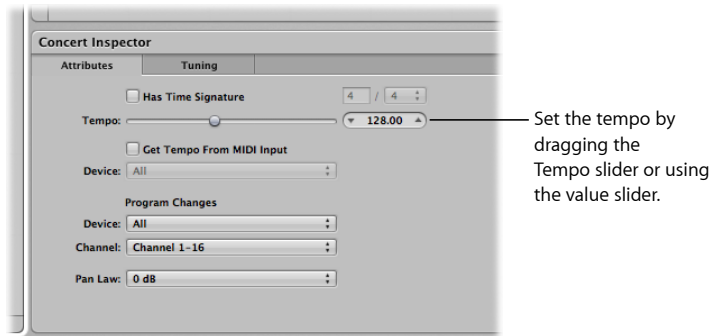 Concert Inspector
Attributes Tuning
Has Time Signature 4 / 4
Tempo: 128.00
Get Tempo From MIDI Input
Device: All
Program Changes
Device: All
Channel: Channel 1-16
Pan Law: 0 dB
Set the tempo by
dragging the
Tempo slider or using
the value slider.